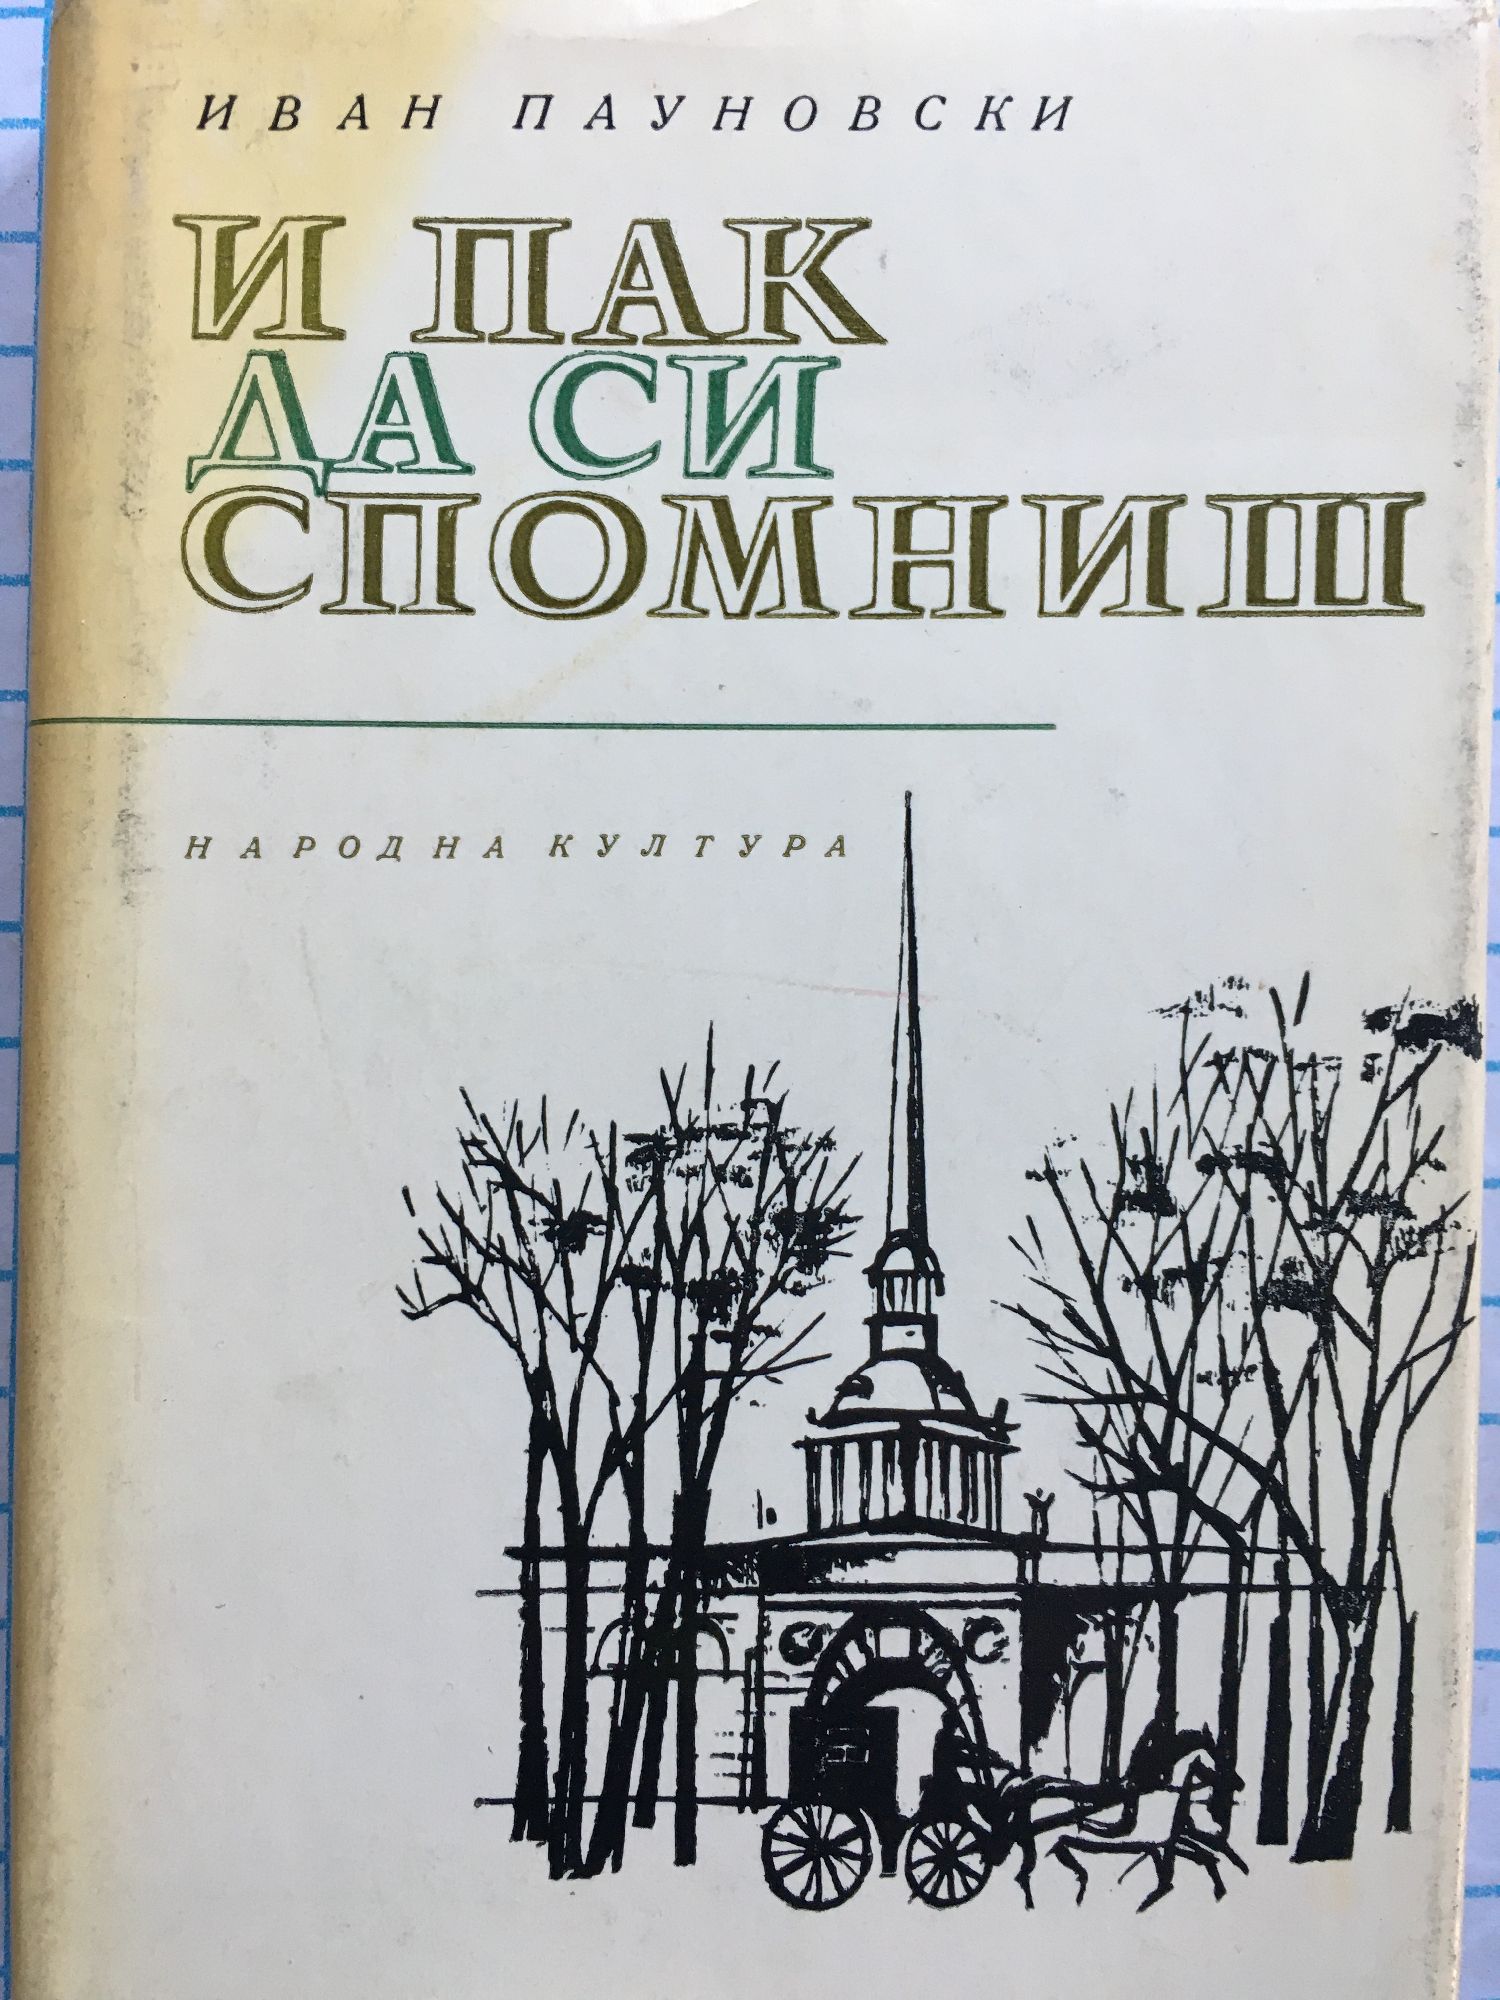 ИВАН ПАУНОВСКИ
И ПАК
ДА СИ
СПОМНИШ
НАРОДНА КУЛТУРА